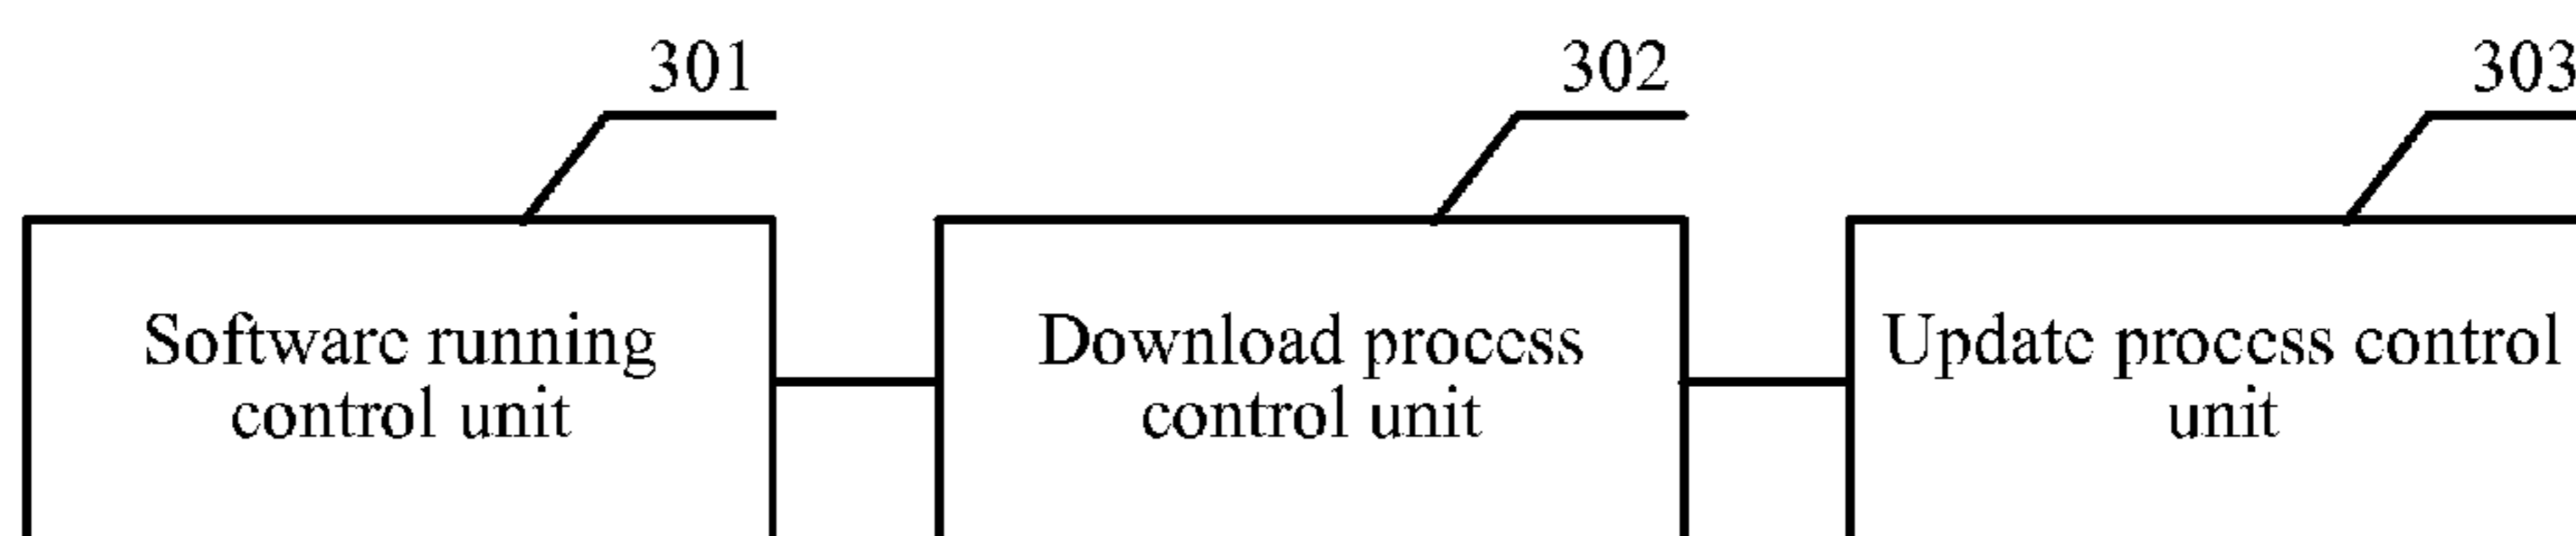 301
302
303
Software running
control unit
Download process
control unit
Update process control
unit